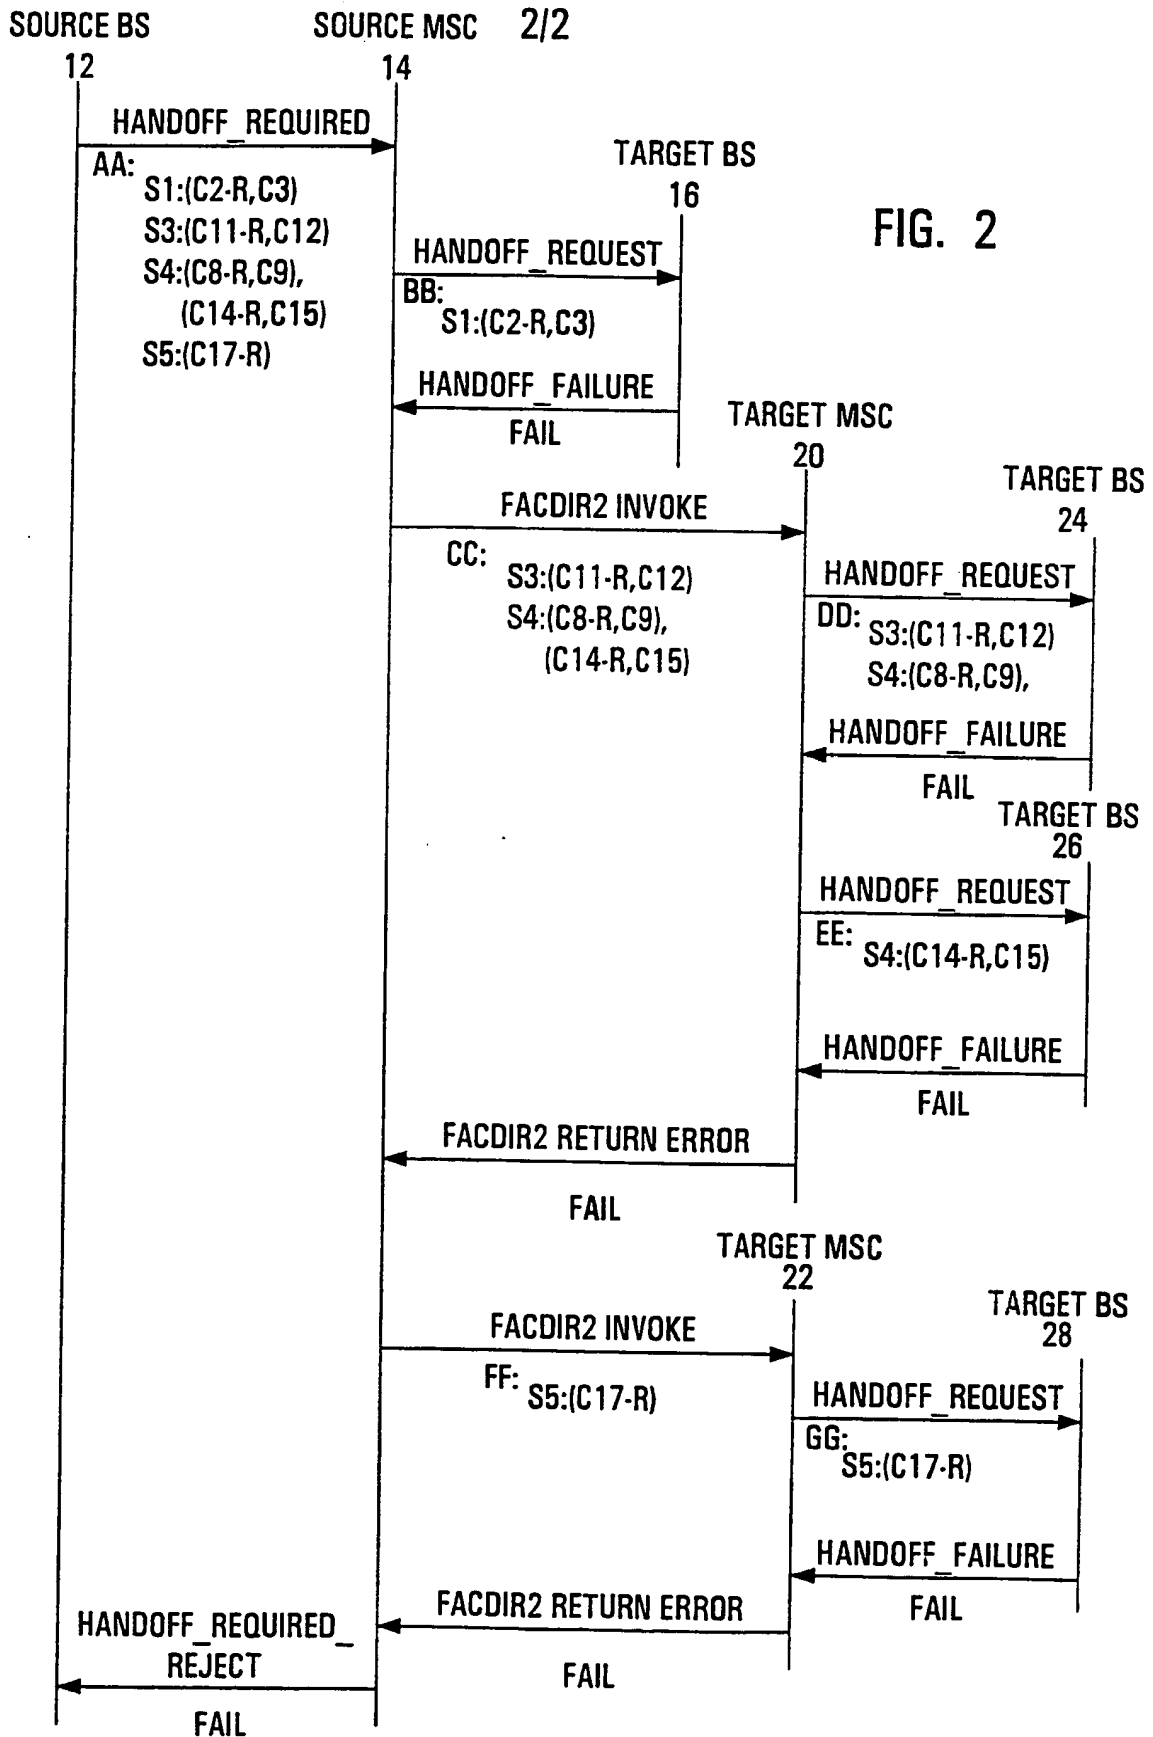 SOURCE BS
12
SOURCE MSC
14
2/2
HANDOFF_REQUIRED
AA:
S1:(C2-R,C3)
S3:(C11-R,C12)
S4:(C8-R,C9),
(C14-R,C15)
S5:(C17-R)
TARGET BS
16
FIG. 2
HANDOFF_REQUEST
BB:
S1:(C2-R,C3)
HANDOFF_FAILURE
FAIL
TARGET MSC
20
TARGET BS
24
FACDIR2 INVOKE
CC:
S3:(C11-R,C12)
S4:(C8-R,C9),
(C14-R,C15)
HANDOFF_REQUEST
DD:
S3:(C11-R,C12)
S4:(C8-R,C9),
HANDOFF_FAILURE
FAIL
TARGET BS
26
HANDOFF_REQUEST
EE:
S4:(C14-R,C15)
HANDOFF_FAILURE
FAIL
FACDIR2 RETURN ERROR
FAIL
TARGET MSC
22
TARGET BS
28
FACDIR2 INVOKE
FF:
S5:(C17-R)
HANDOFF_REQUEST
GG:
S5:(C17-R)
HANDOFF_FAILURE
FAIL
FACDIR2 RETURN ERROR
FAIL
HANDOFF_REQUIRED_
REJECT
FAIL